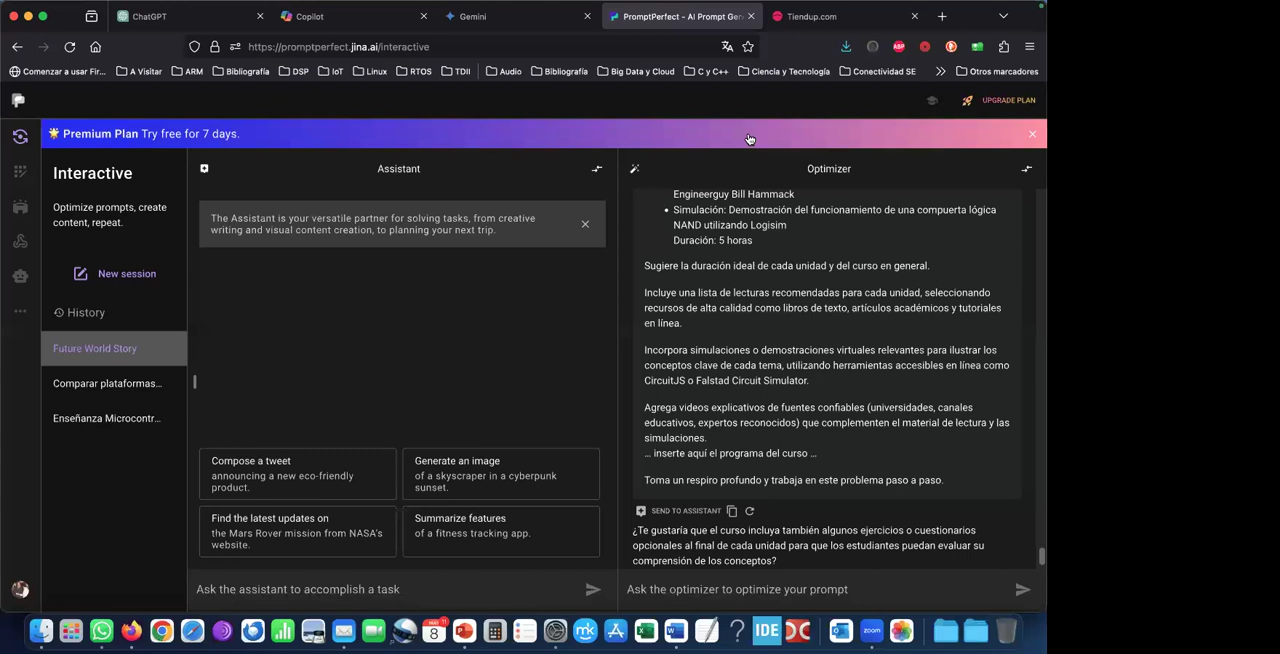 ChatGPT
Copilot
Gemini
PromptPerfect - AI Prompt Gen
Tiendup.com
https://promptperfect.jina.ai/interactive
ABP
Comenzar a usar Fir...
A Visitar
ARM
Bibliografía
DSP
IoT
Linux
RTOS
TDII
Audio
Bibliografía
Big Data y Cloud
C y C++
Ciencia y Tecnología
Conectividad SE
Otros marcadores
UPGRADE PLAN
Premium Plan Try free for 7 days.
Interactive
Optimize prompts, create
content, repeat.
New session
History
Future World Story
Comparar plataformas...
Enseñanza Microcontr...
Assistant
The Assistant is your versatile partner for solving tasks, from creative
writing and visual content creation, to planning your next trip.
Compose a tweet
announcing a new eco-friendly
product.
Generate an image
of a skyscraper in a cyberpunk
sunset.
Find the latest updates on
the Mars Rover mission from NASA's
website.
Summarize features
of a fitness tracking app.
Ask the assistant to accomplish a task
Optimizer
Engineerguy Bill Hammack
• Simulación: Demostración del funcionamiento de una compuerta lógica
NAND utilizando Logisim
Duración: 5 horas
Sugiere la duración ideal de cada unidad y del curso en general.
Incluye una lista de lecturas recomendadas para cada unidad, seleccionando
recursos de alta calidad como libros de texto, artículos académicos y tutoriales
en línea.
Incorpora simulaciones o demostraciones virtuales relevantes para ilustrar los
conceptos clave de cada tema, utilizando herramientas accesibles en línea como
CircuitJS o Falstad Circuit Simulator.
Agrega videos explicativos de fuentes confiables (universidades, canales
educativos, expertos reconocidos) que complementen el material de lectura y las
simulaciones.
... inserte aquí el programa del curso ...
Toma un respiro profundo y trabaja en este problema paso a paso.
SEND TO ASSISTANT
¿Te gustaría que el curso incluya también algunos ejercicios o cuestionarios
opcionales al final de cada unidad para que los estudiantes puedan evaluar su
comprensión de los conceptos?
Ask the optimizer to optimize your prompt
8
mk
IDE
zoom